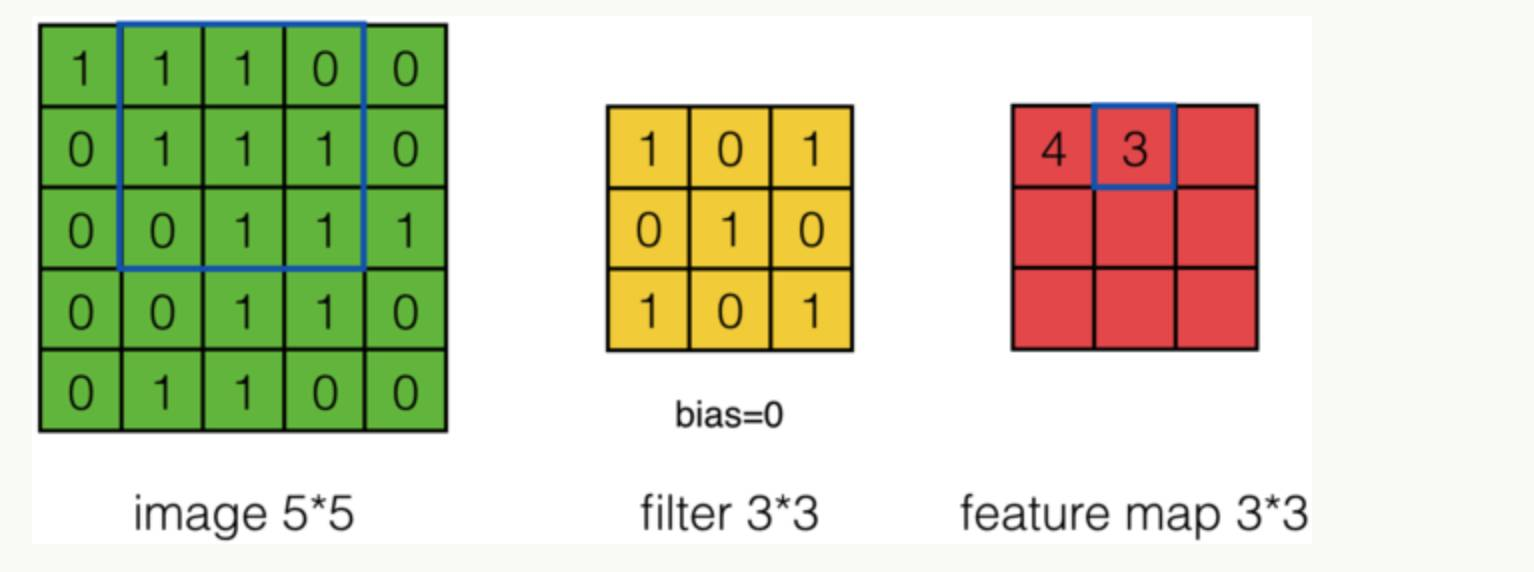 1 1 1 0 0
0 1 1 1 0
0 0 1 1 1
0 0 1 1 0
0 1 1 0 0
image 5*5
1 0 1
0 1 0
1 0 1
bias=0
filter 3*3
4 3
feature map 3*3